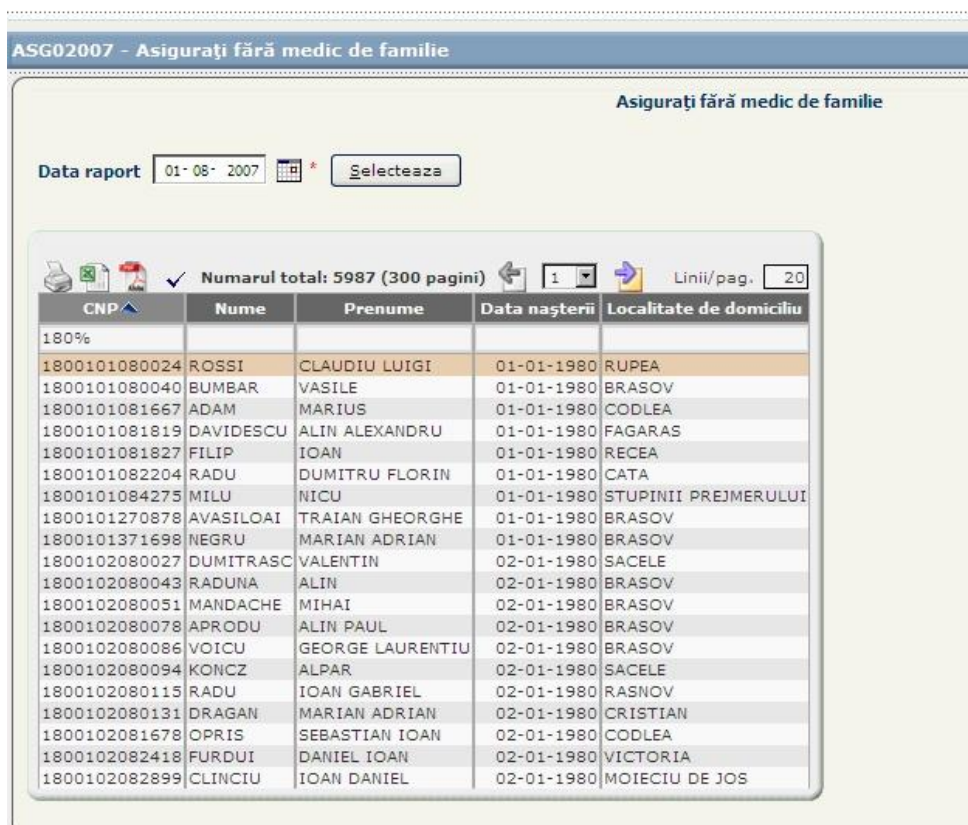 ASG02007 - Asiguraţi fără medic de familie
Asiguraţi fără medic de familie
Data raport 01- 08- 2007 * Selecteaza
Numarul total: 5987 (300 pagini) 1 Linii/pag. 20
CNP Nume Prenume Data naşterii Localitate de domiciliu
180%
1800101080024 ROSSI CLAUDIU LUIGI 01-01-1980 RUPEA
1800101080040 BUMBAR VASILE 01-01-1980 BRASOV
1800101081667 ADAM MARIUS 01-01-1980 CODLEA
1800101081819 DAVIDESCU ALIN ALEXANDRU 01-01-1980 FAGARAS
1800101081827 FILIP IOAN 01-01-1980 RECEA
1800101082204 RADU DUMITRU FLORIN 01-01-1980 CATA
1800101084275 MILU NICU 01-01-1980 STUPINII PREJMERULUI
1800101270878 AVASILOAI TRAIAN GHEORGHE 01-01-1980 BRASOV
1800101371698 NEGRU MARIAN ADRIAN 01-01-1980 BRASOV
1800102080027 DUMITRASC VALENTIN 02-01-1980 SACELE
1800102080043 RADUNA ALIN 02-01-1980 BRASOV
1800102080051 MANDACHE MIHAI 02-01-1980 BRASOV
1800102080078 APRODU ALIN PAUL 02-01-1980 BRASOV
1800102080086 VOICU GEORGE LAURENTIU 02-01-1980 BRASOV
1800102080094 KONCZ ALPAR 02-01-1980 SACELE
1800102080115 RADU IOAN GABRIEL 02-01-1980 RASNOV
1800102080131 DRAGAN MARIAN ADRIAN 02-01-1980 CRISTIAN
1800102081678 OPRIS SEBASTIAN IOAN 02-01-1980 CODLEA
1800102082418 FURDUI DANIEL IOAN 02-01-1980 VICTORIA
1800102082899 CLINCIU IOAN DANIEL 02-01-1980 MOIECIU DE JOS